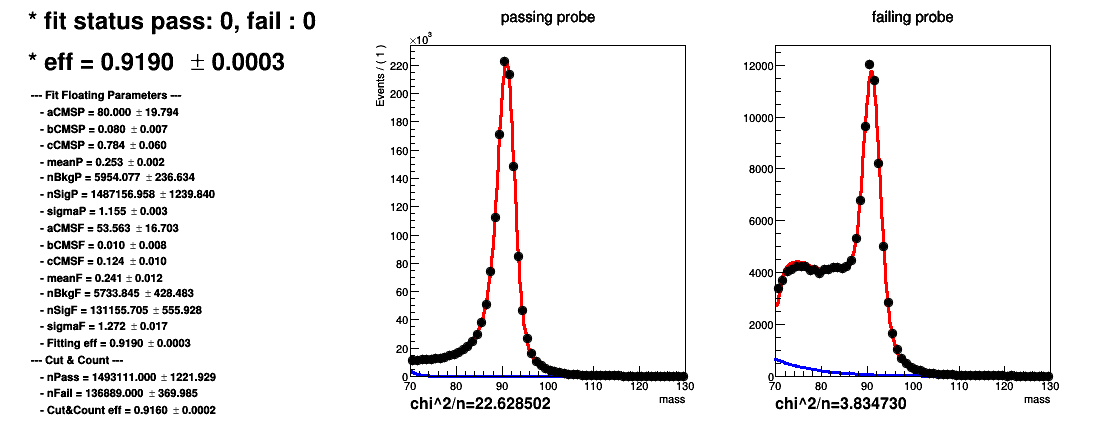 * fit status pass: 0, fail : 0
* eff = 0.9190 ± 0.0003
--- Fit Floating Parameters ---
- aCMSP = 80.000 ± 19.794
- bCMSP = 0.080 ± 0.007
- cCMSP = 0.784 ± 0.060
- meanP = 0.253 ± 0.002
- nBkgP = 5954.077 ± 236.634
- nSigP = 1487156.958 ± 1239.840
- sigmaP = 1.155 ± 0.003
- aCMSF = 53.563 ± 16.703
- bCMSF = 0.010 ± 0.008
- cCMSF = 0.124 ± 0.010
- meanF = 0.241 ± 0.012
- nBkgF = 5733.845 ± 428.483
- nSigF = 131155.705 ± 555.928
- sigmaF = 1.272 ± 0.017
- Fitting eff = 0.9190 ± 0.0003
--- Cut & Count ---
- nPass = 1493111.000 ± 1221.929
- nFail = 136889.000 ± 369.985
- Cut&Count eff = 0.9160 ± 0.0002
passing probe
×10³
Events / ( 1 )
220
200
180
160
140
120
100
80
60
40
20
0
70 80 90 100 110 120 130
mass
chi^2/n=22.628502
failing probe
12000
10000
8000
6000
4000
2000
0
70 80 90 100 110 120 130
mass
chi^2/n=3.834730